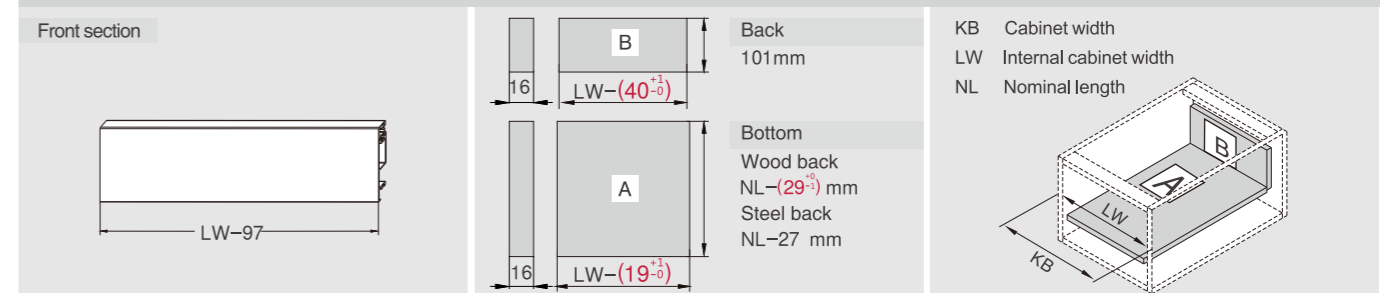 Front section
LW–97
B
16
LW–(40+1-0)
Back
101mm
A
16
LW–(19+1-0)
Bottom
Wood back
NL–(29+0-1) mm
Steel back
NL–27 mm
KB Cabinet width
LW Internal cabinet width
NL Nominal length
B
A
LW
KB